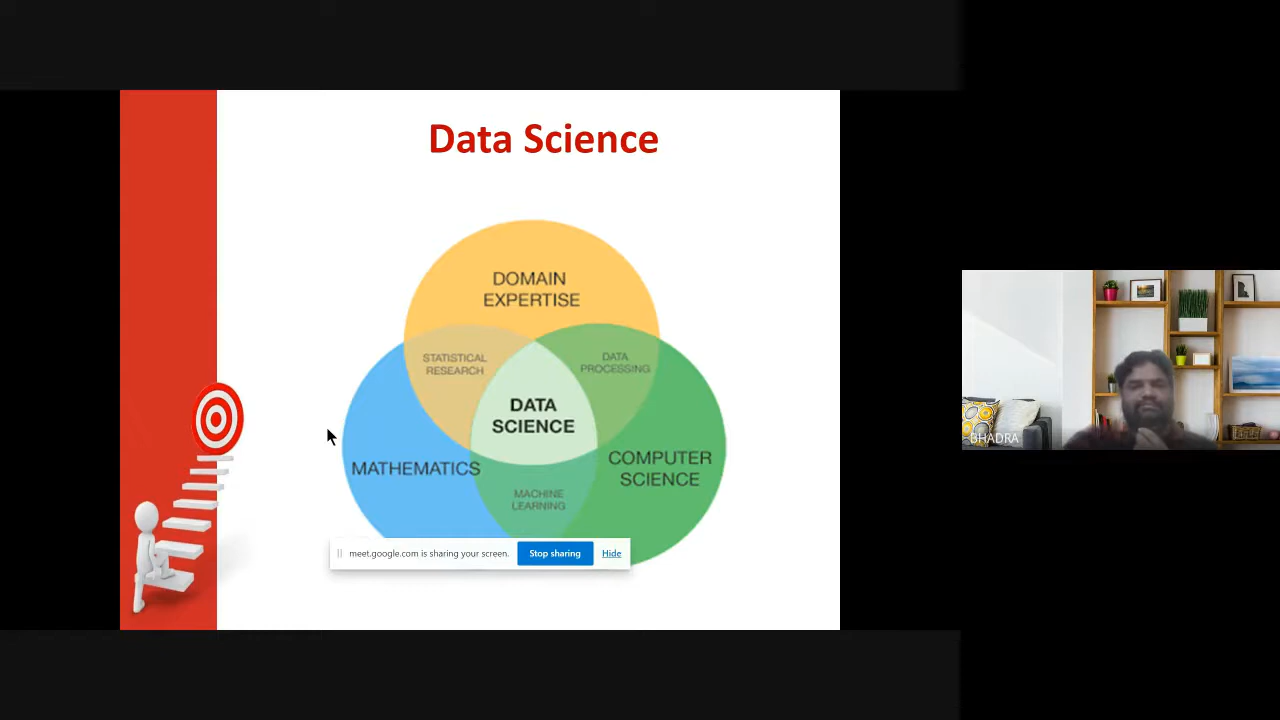 Data Science
DOMAIN
EXPERTISE
STATISTICAL
RESEARCH
DATA
PROCESSING
DATA
SCIENCE
MATHEMATICS
COMPUTER
SCIENCE
MACHINE
LEARNING
meet.google.com is sharing your screen.
Stop sharing
Hide
BHADRA